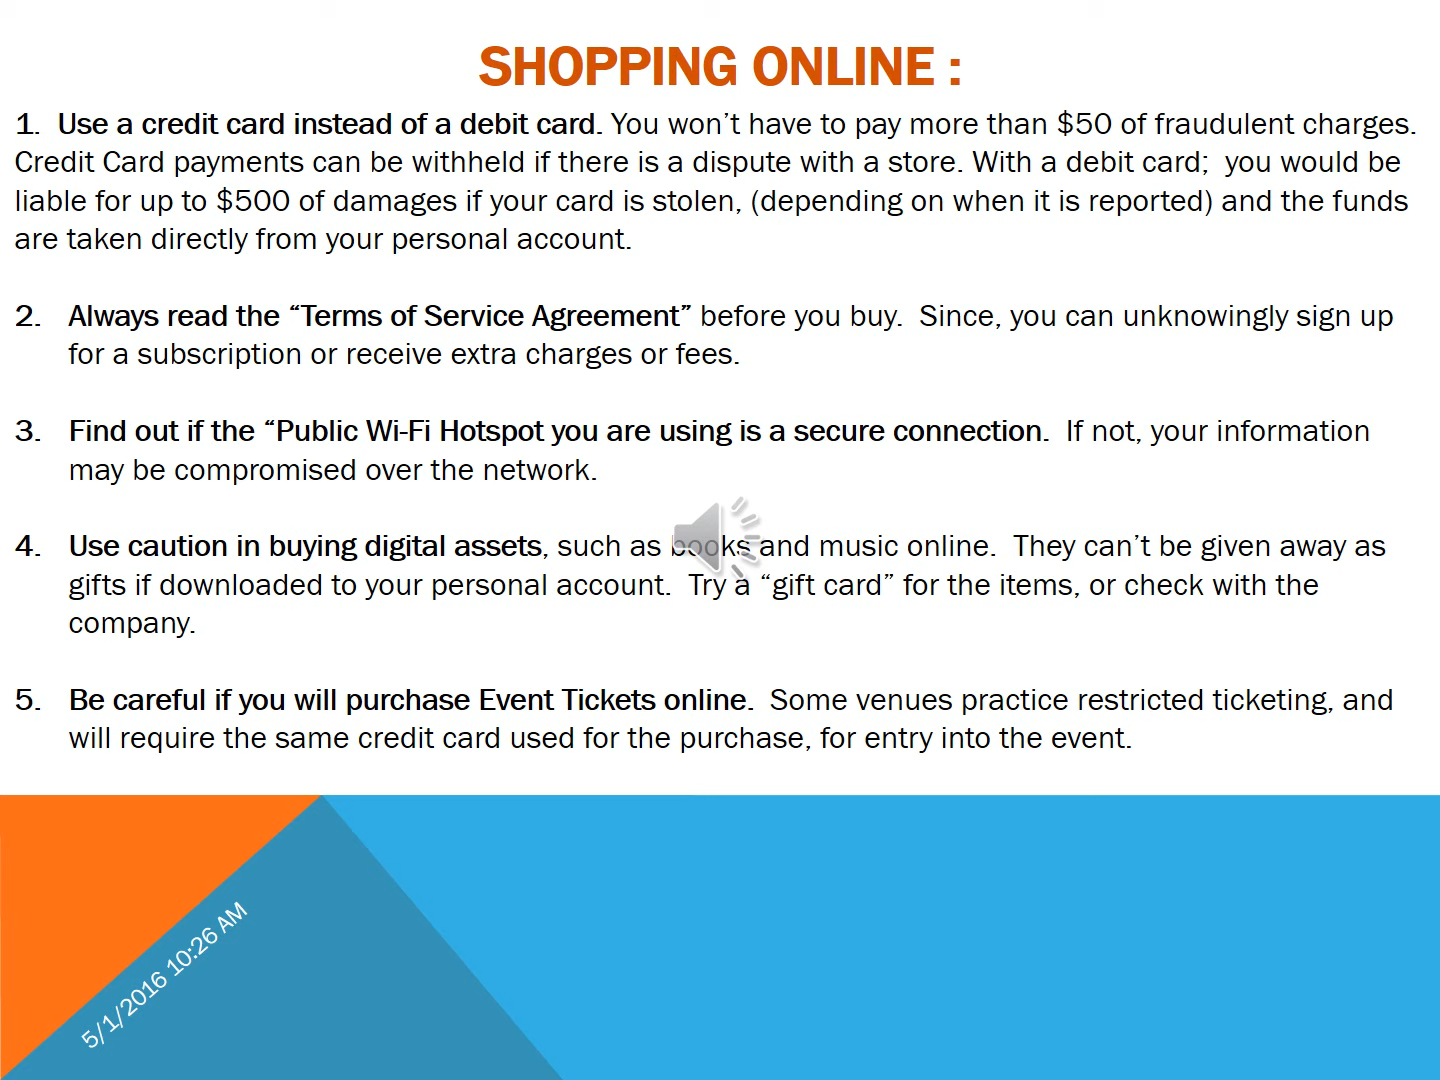 SHOPPING ONLINE :
1. Use a credit card instead of a debit card. You won’t have to pay more than $50 of fraudulent charges.
Credit Card payments can be withheld if there is a dispute with a store. With a debit card; you would be
liable for up to $500 of damages if your card is stolen, (depending on when it is reported) and the funds
are taken directly from your personal account.
2. Always read the “Terms of Service Agreement” before you buy. Since, you can unknowingly sign up
for a subscription or receive extra charges or fees.
3. Find out if the “Public Wi-Fi Hotspot you are using is a secure connection. If not, your information
may be compromised over the network.
4. Use caution in buying digital assets, such as books and music online. They can’t be given away as
gifts if downloaded to your personal account. Try a “gift card” for the items, or check with the
company.
5. Be careful if you will purchase Event Tickets online. Some venues practice restricted ticketing, and
will require the same credit card used for the purchase, for entry into the event.
5/1/2016 10:26 AM